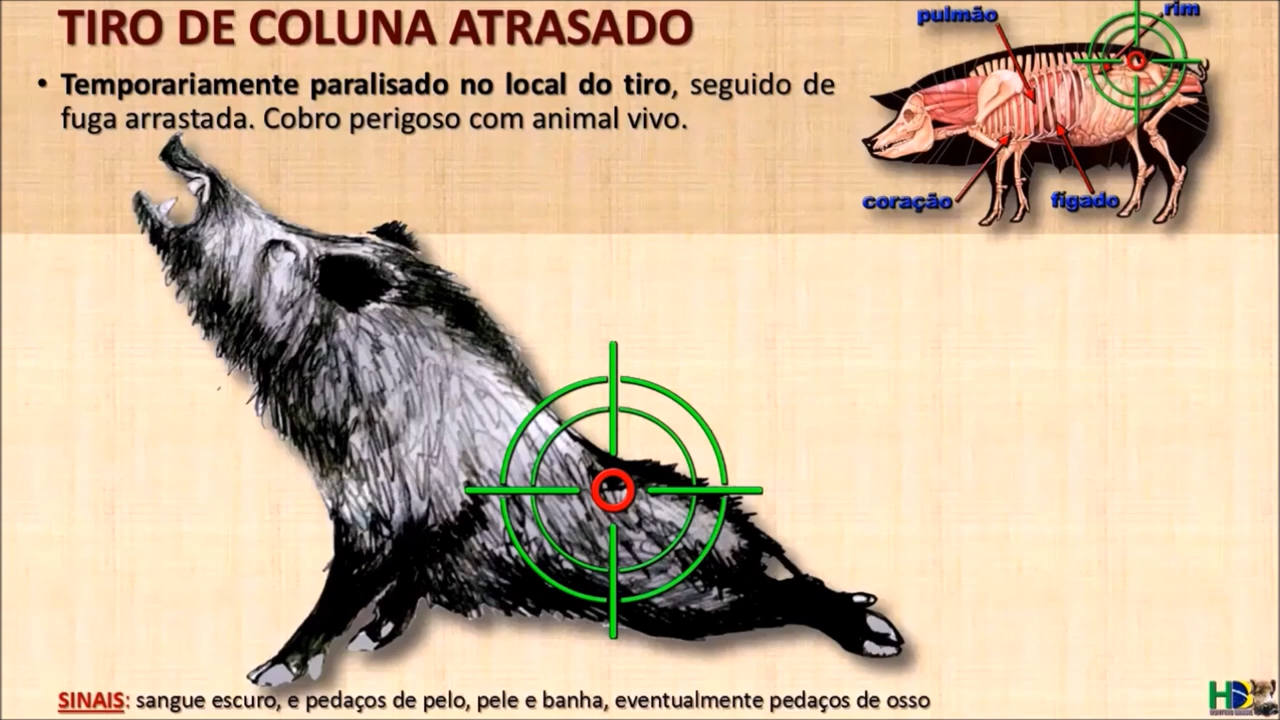 TIRO DE COLUNA ATRASADO
• Temporariamente paralisado no local do tiro, seguido de
fuga arrastada. Cobro perigoso com animal vivo.
pulmão
rim
coração
fígado
SINAIS: sangue escuro, e pedaços de pelo, pele e banha, eventualmente pedaços de osso